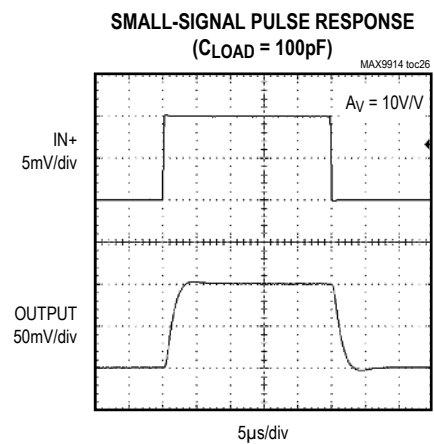 SMALL-SIGNAL PULSE RESPONSE
(CLOAD = 100pF)
MAX9914 toc26
AV = 10V/V
IN+
5mV/div
OUTPUT
50mV/div
5μs/div